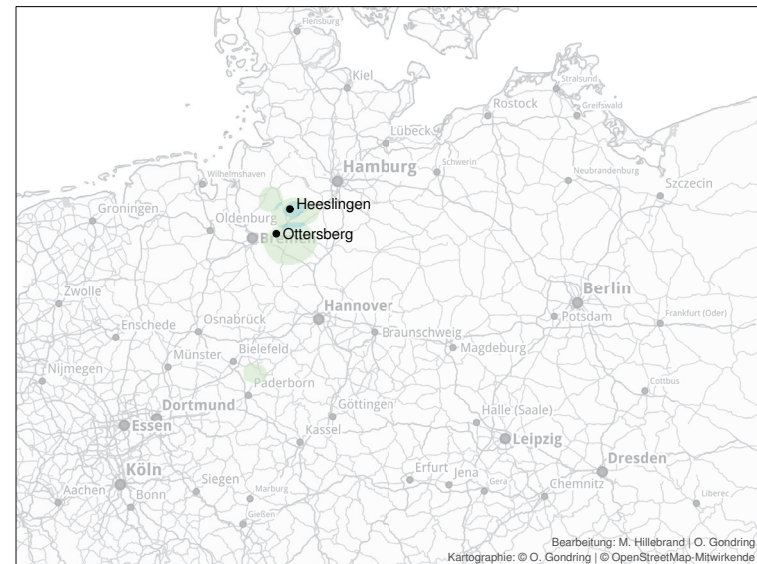 Flensburg
Kiel
Stralsund
Rostock
Greifswald
Lübeck
Hamburg
Schwerin
Wilhelmshaven
Neubrandenburg
Szczecin
Heeslingen
Groningen
Oldenburg
Ottersberg
Bremen
Zwolle
Berlin
Hannover
Potsdam
Frankfurt (Oder)
Enschede
Osnabrück
Braunschweig
Bielefeld
Magdeburg
Münster
Nijmegen
Paderborn
Cottbus
Dortmund
Göttingen
Halle (Saale)
Essen
Kassel
Leipzig
Köln
Dresden
Siegen
Erfurt
Jena
Gera
Chemnitz
Aachen
Bonn
Marburg
Liberec
Gießen
Bearbeitung: M. Hillebrand | O. Gondring
Kartographie: © O. Gondring | © OpenStreetMap-Mitwirkende